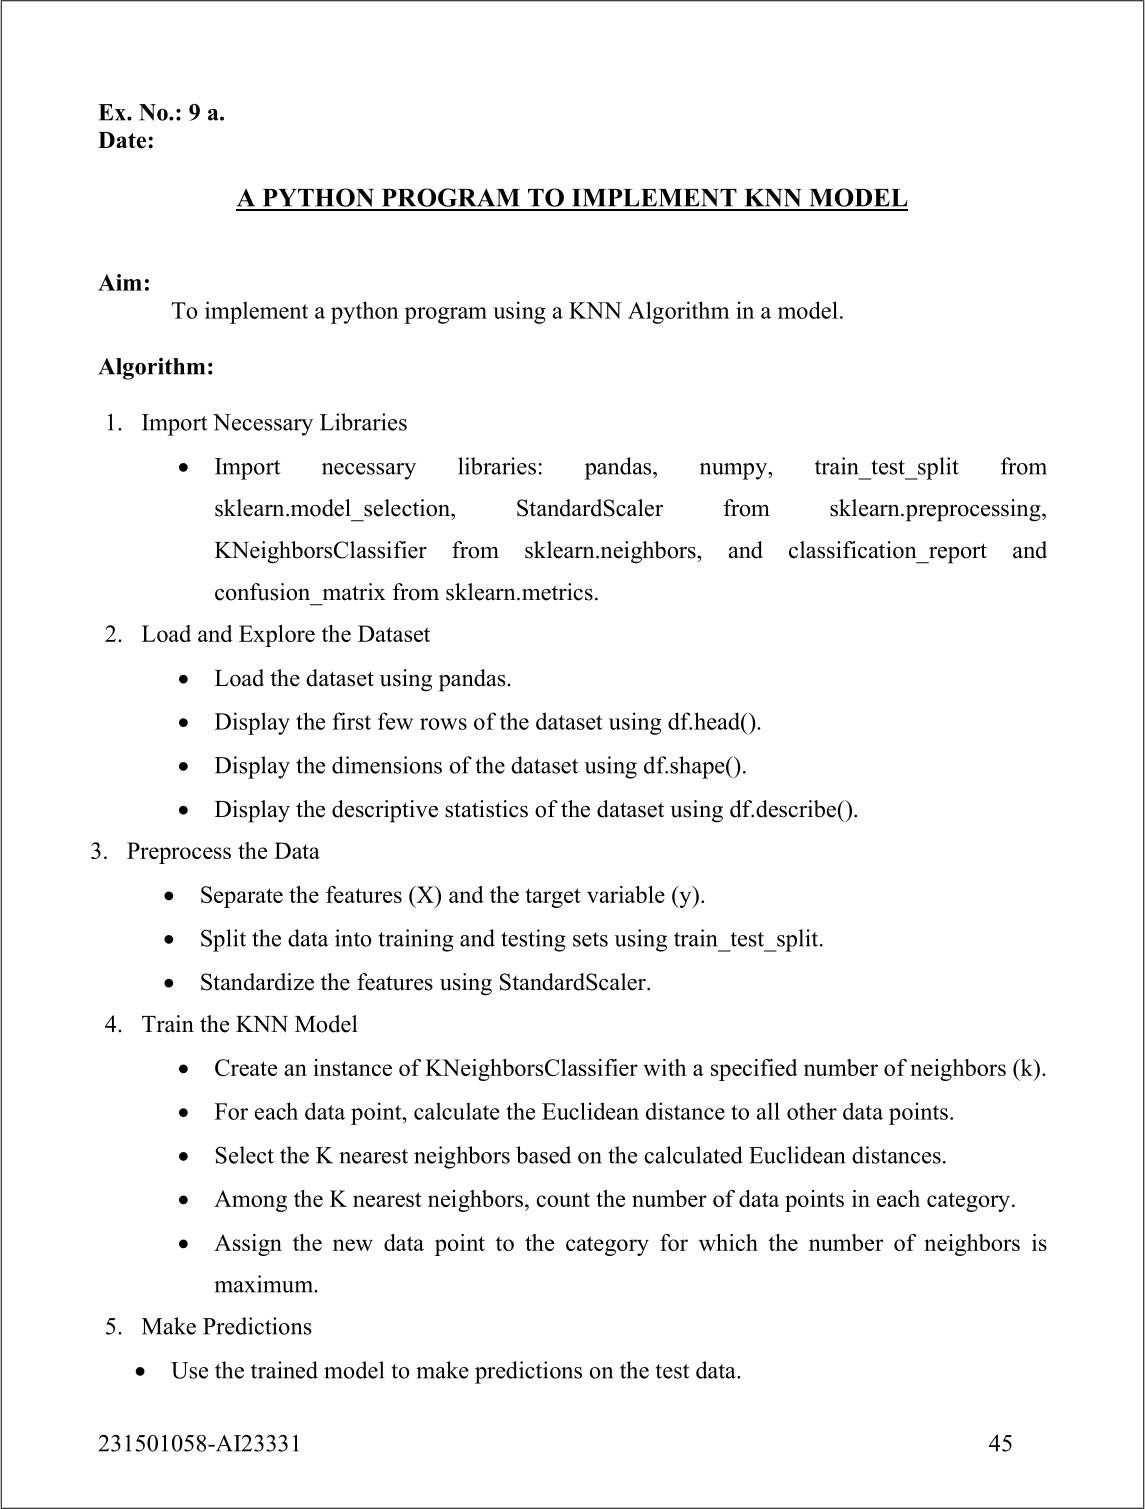 Ex. No.: 9 a.
Date:
A PYTHON PROGRAM TO IMPLEMENT KNN MODEL
Aim:
To implement a python program using a KNN Algorithm in a model.
Algorithm:
1. Import Necessary Libraries
• Import necessary libraries: pandas, numpy, train_test_split from
sklearn.model_selection, StandardScaler from sklearn.preprocessing,
KNeighborsClassifier from sklearn.neighbors, and classification_report and
confusion_matrix from sklearn.metrics.
2. Load and Explore the Dataset
• Load the dataset using pandas.
• Display the first few rows of the dataset using df.head().
• Display the dimensions of the dataset using df.shape().
• Display the descriptive statistics of the dataset using df.describe().
3. Preprocess the Data
• Separate the features (X) and the target variable (y).
• Split the data into training and testing sets using train_test_split.
• Standardize the features using StandardScaler.
4. Train the KNN Model
• Create an instance of KNeighborsClassifier with a specified number of neighbors (k).
• For each data point, calculate the Euclidean distance to all other data points.
• Select the K nearest neighbors based on the calculated Euclidean distances.
• Among the K nearest neighbors, count the number of data points in each category.
• Assign the new data point to the category for which the number of neighbors is
maximum.
5. Make Predictions
• Use the trained model to make predictions on the test data.
231501058-AI23331 45